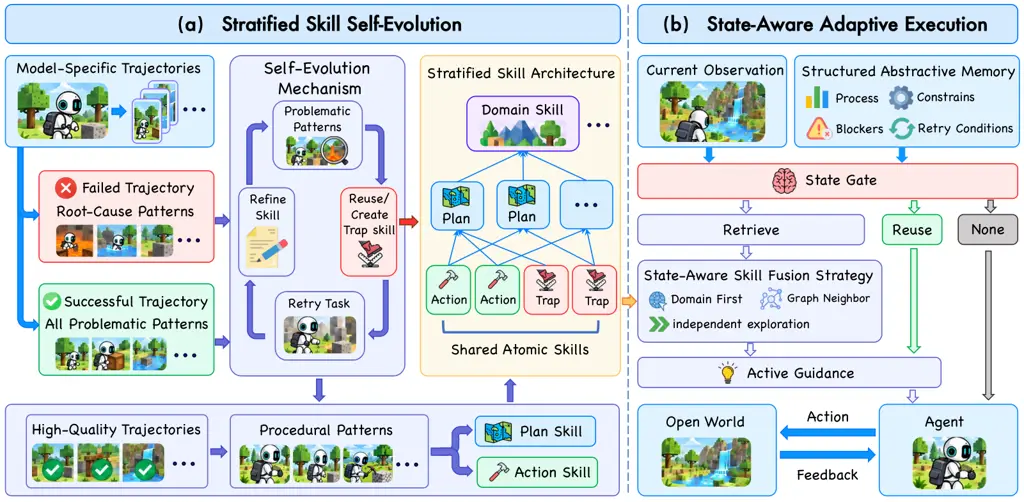 (a) Stratified Skill Self-Evolution
Model-Specific Trajectories
Failed Trajectory
Root-Cause Patterns
Successful Trajectory
All Problematic Patterns
Self-Evolution
Mechanism
Problematic
Patterns
Refine
Skill
Reuse/
Create
Trap skill
Retry Task
Stratified Skill Architecture
Domain Skill
Plan
Plan
Action
Action
Trap
Trap
Shared Atomic Skills
High-Quality Trajectories
Procedural Patterns
Plan Skill
Action Skill
(b) State-Aware Adaptive Execution
Current Observation
Structured Abstractive Memory
Process
Constrains
Blockers
Retry Conditions
State Gate
Retrieve
Reuse
None
State-Aware Skill Fusion Strategy
Domain First
Graph Neighbor
independent exploration
Active Guidance
Open World
Action
Feedback
Agent